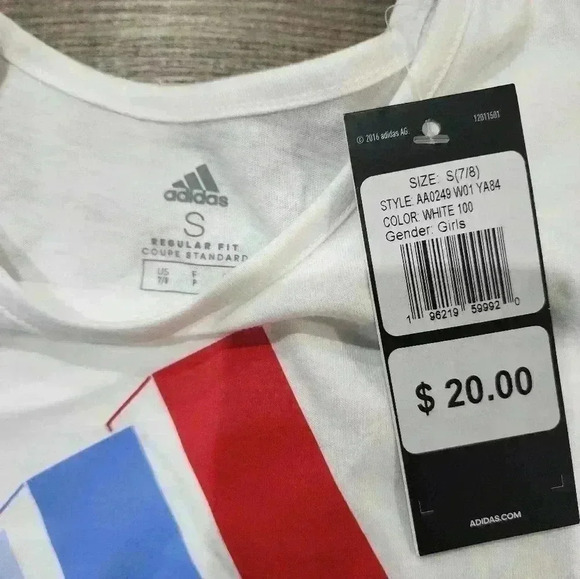 adidas
S
REGULAR FIT
COUPE STANDARD
US F
7/8 P
© 2016 adidas AG
12011501
SIZE: S(7/8)
STYLE: AA0249 W01 YA84
COLOR: WHITE 100
Gender: Girls
1 96219 59992 0
$ 20.00
ADIDAS.COM